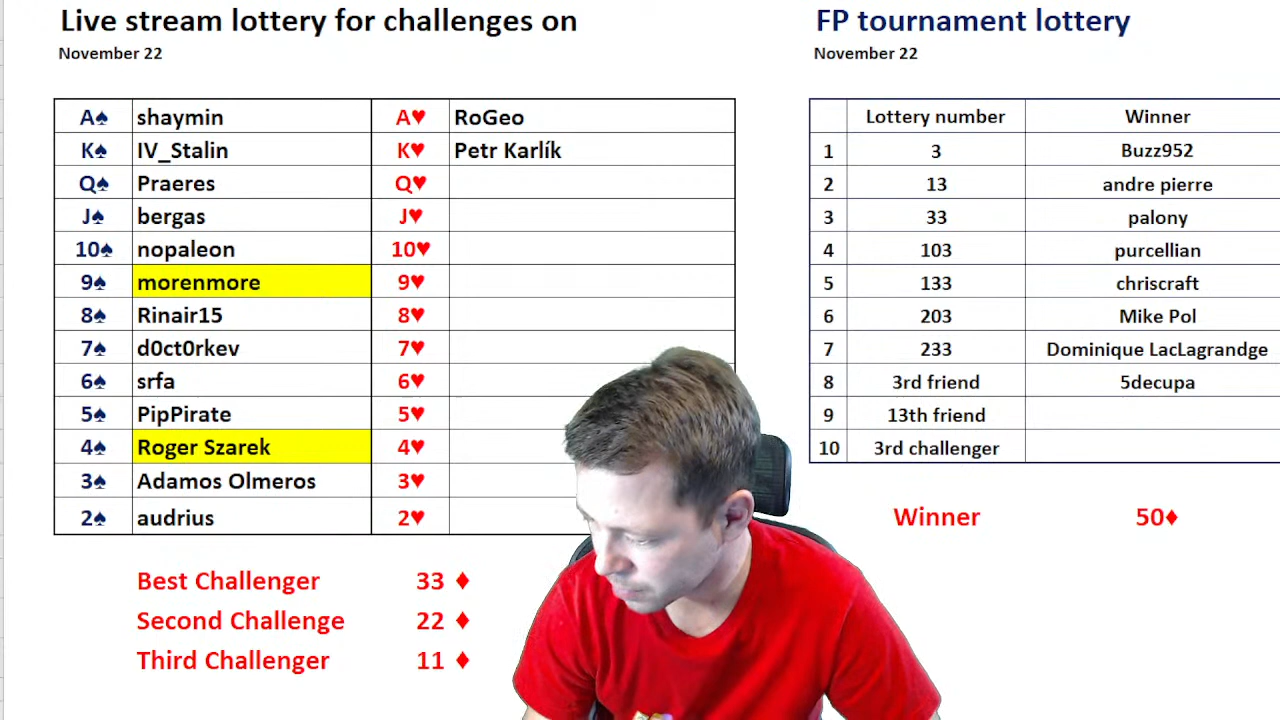 Live stream lottery for challenges on
November 22
A♠ shaymin A♥ RoGeo
K♠ IV_Stalin K♥ Petr Karlík
Q♠ Praeres Q♥
J♠ bergas J♥
10♠ nopaleon 10♥
9♠ morenmore 9♥
8♠ Rinair15 8♥
7♠ d0ct0rkev 7♥
6♠ srfa 6♥
5♠ PipPirate 5♥
4♠ Roger Szarek 4♥
3♠ Adamos Olmeros 3♥
2♠ audrius 2♥
Best Challenger 33 ♦
Second Challenge 22 ♦
Third Challenger 11 ♦
FP tournament lottery
November 22
Lottery number Winner
1 3 Buzz952
2 13 andre pierre
3 33 palony
4 103 purcellian
5 133 chriscraft
6 203 Mike Pol
7 233 Dominique LacLagrandge
8 3rd friend 5decupa
9 13th friend
10 3rd challenger
Winner 50♦